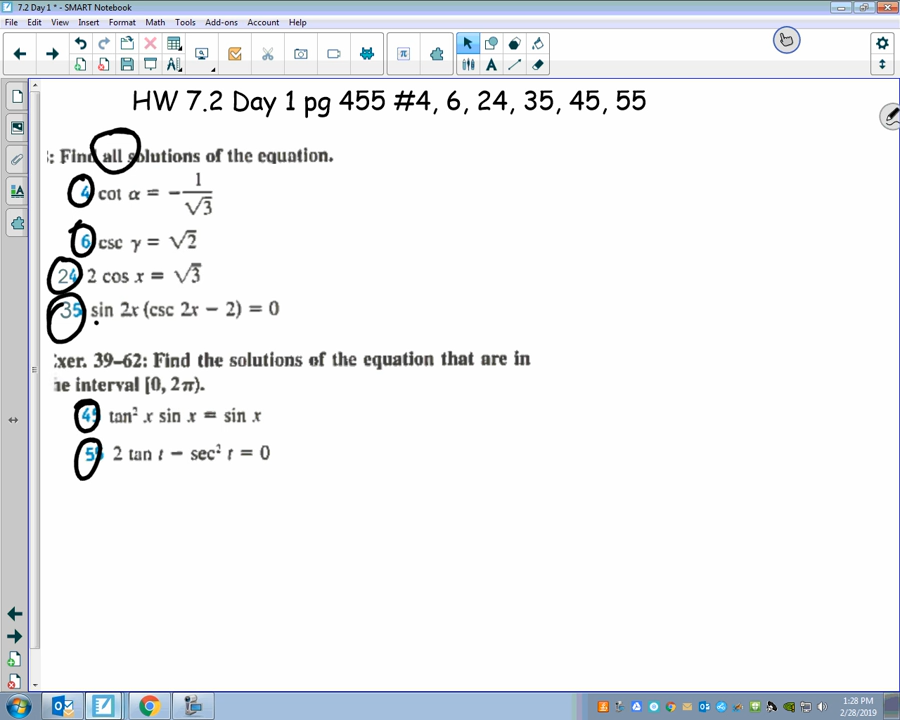 7.2 Day 1 * - SMART Notebook
File Edit View Insert Format Math Tools Add-ons Account Help
HW 7.2 Day 1 pg 455 #4, 6, 24, 35, 45, 55
: Find all solutions of the equation.
4 cot α = -1/√3
6 csc γ = √2
24 2 cos x = √3
35 sin 2x (csc 2x − 2) = 0
xer. 39–62: Find the solutions of the equation that are in
he interval [0, 2π).
45 tan² x sin x = sin x
55 2 tan t − sec² t = 0
1:28 PM
2/28/2019